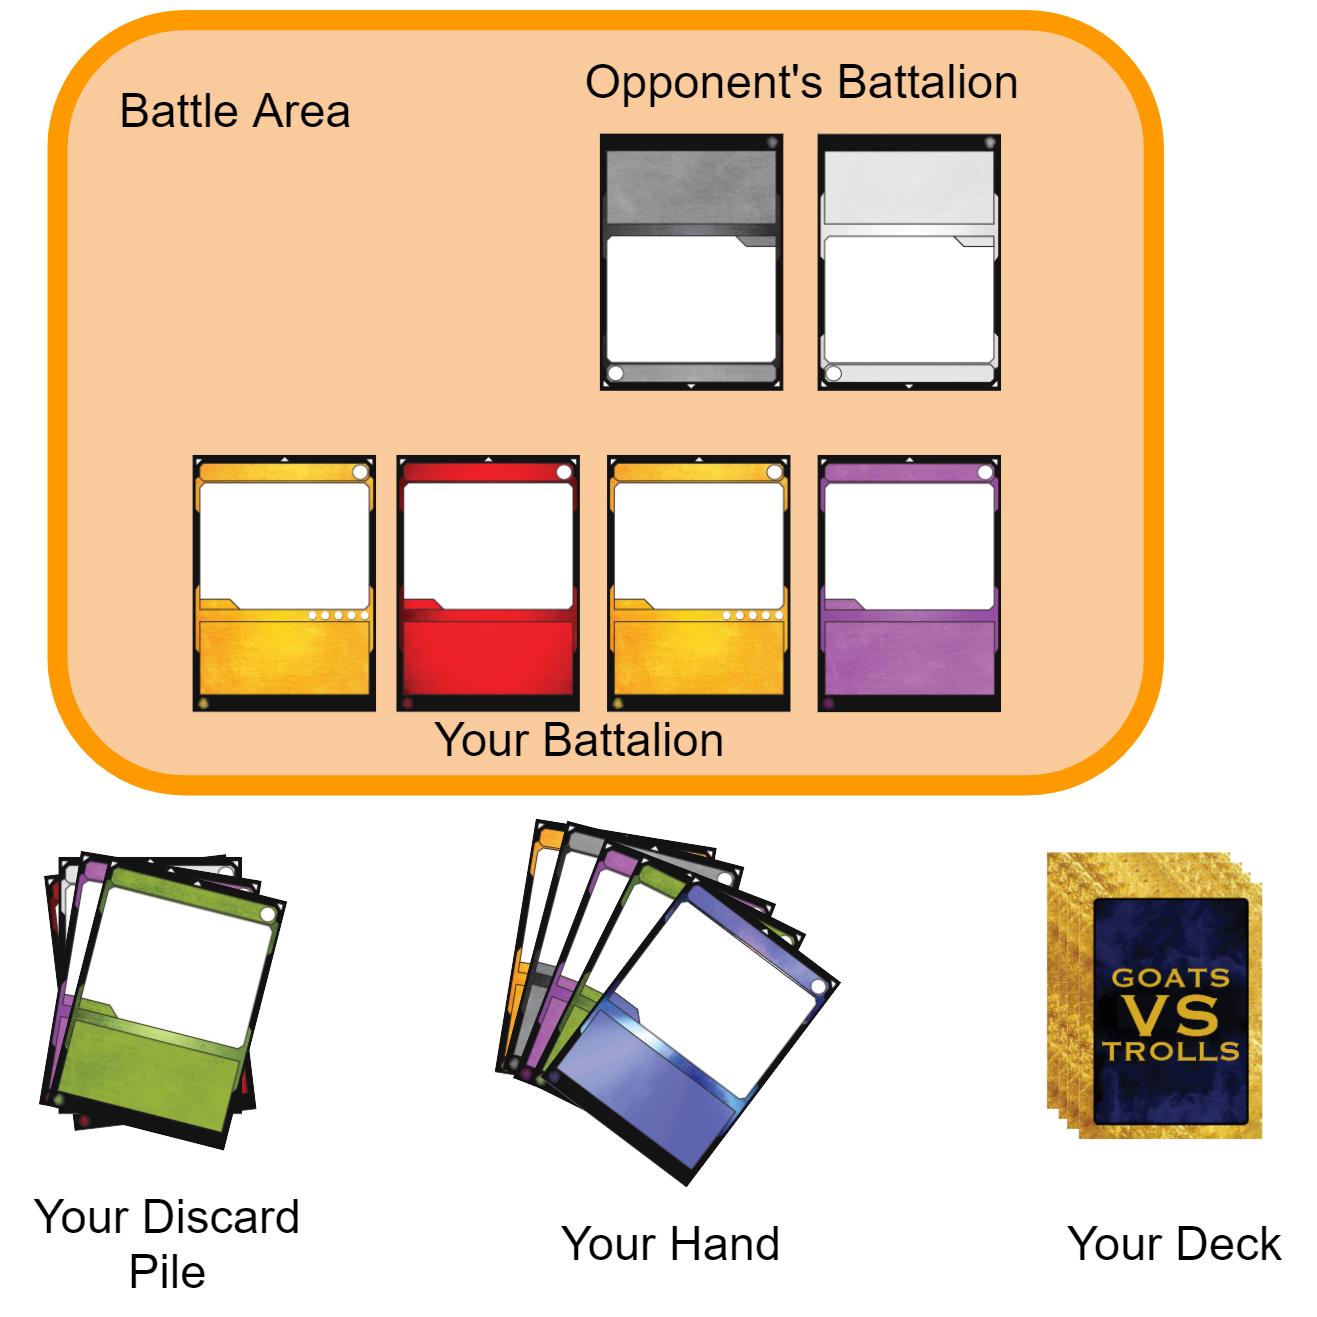 Opponent's Battalion
Battle Area
Your Battalion
GOATS
VS
TROLLS
Your Discard
Pile
Your Hand
Your Deck